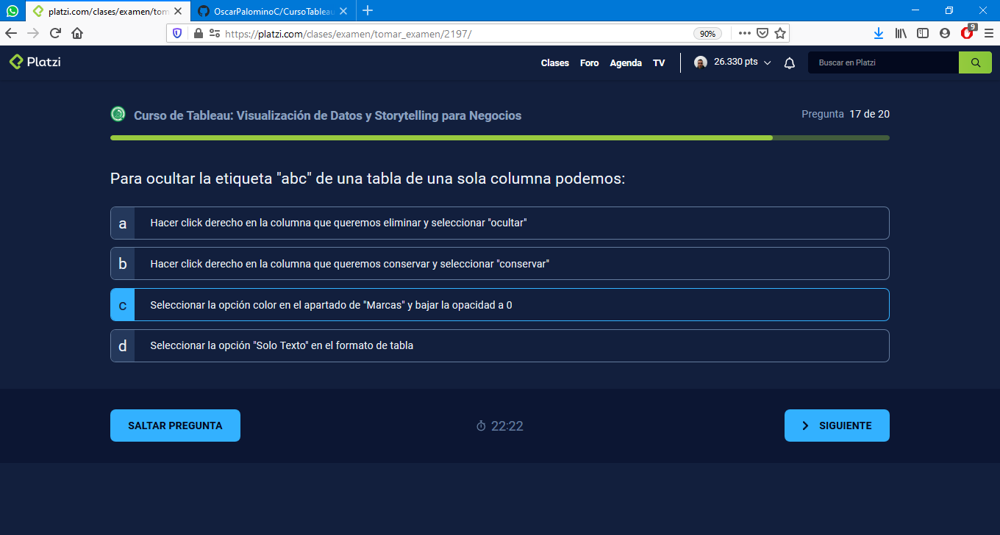 platzi.com/clases/examen/tom
OscarPalominoC/CursoTableau
https://platzi.com/clases/examen/tomar_examen/2197/
90%
9
Platzi
Clases Foro Agenda TV
26.330 pts
Buscar en Platzi
Curso de Tableau: Visualización de Datos y Storytelling para Negocios
Pregunta 17 de 20
Para ocultar la etiqueta "abc" de una tabla de una sola columna podemos:
a Hacer click derecho en la columna que queremos eliminar y seleccionar "ocultar"
b Hacer click derecho en la columna que queremos conservar y seleccionar "conservar"
c Seleccionar la opción color en el apartado de "Marcas" y bajar la opacidad a 0
d Seleccionar la opción "Solo Texto" en el formato de tabla
SALTAR PREGUNTA
22:22
SIGUIENTE